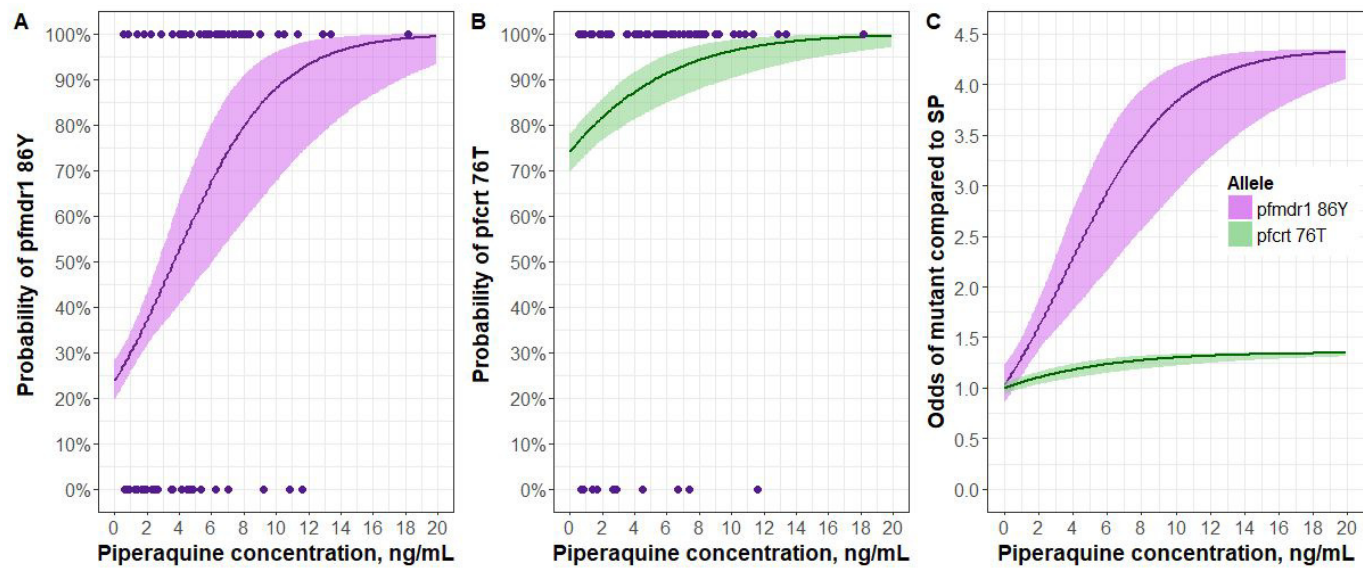 A
Probability of pfmdr1 86Y
100%
90%
80%
70%
60%
50%
40%
30%
20%
10%
0%
0 2 4 6 8 10 12 14 16 18 20
Piperaquine concentration, ng/mL
B
Probability of pfcrt 76T
100%
90%
80%
70%
60%
50%
40%
30%
20%
10%
0%
0 2 4 6 8 10 12 14 16 18 20
Piperaquine concentration, ng/mL
C
Odds of mutant compared to SP
4.5
4.0
3.5
3.0
2.5
2.0
1.5
1.0
0.5
0.0
0 2 4 6 8 10 12 14 16 18 20
Piperaquine concentration, ng/mL
Allele
pfmdr1 86Y
pfcrt 76T